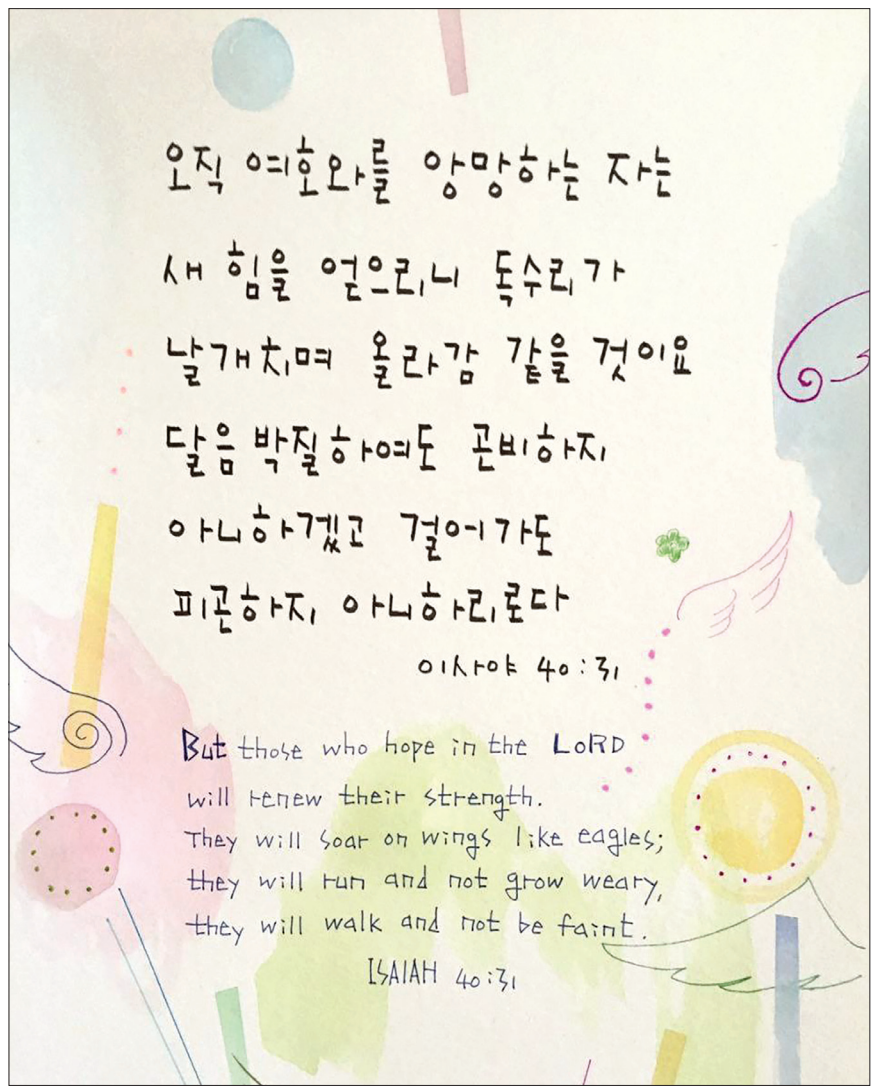 오직 여호와를 앙망하는 자는
새 힘을 얻으리니 독수리가
날개치며 올라감 같을 것이요
달음박질하여도 곤비하지
아니하겠고 걸어가도
피곤하지 아니하리로다
이사야 40:31
But those who hope in the LORD
will renew their strength.
They will soar on wings like eagles;
they will run and not grow weary,
they will walk and not be faint.
ISAIAH 40:31